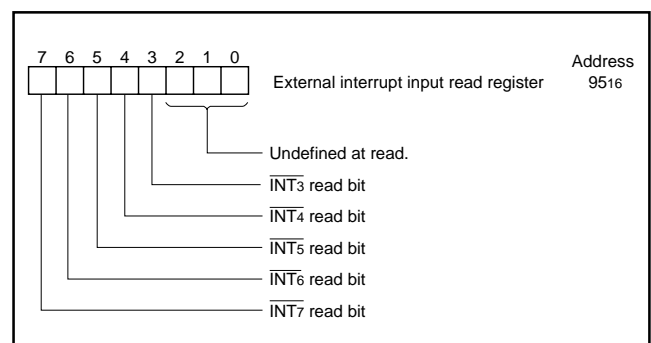 7 6 5 4 3 2 1 0
Address
External interrupt input read register 9516
Undefined at read.
INT3 read bit
INT4 read bit
INT5 read bit
INT6 read bit
INT7 read bit